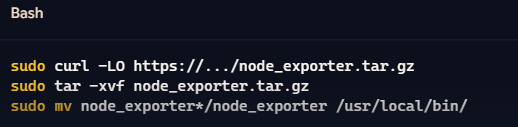 Bash
sudo curl -LO https://.../node_exporter.tar.gz
sudo tar -xvf node_exporter.tar.gz
sudo mv node_exporter*/node_exporter /usr/local/bin/